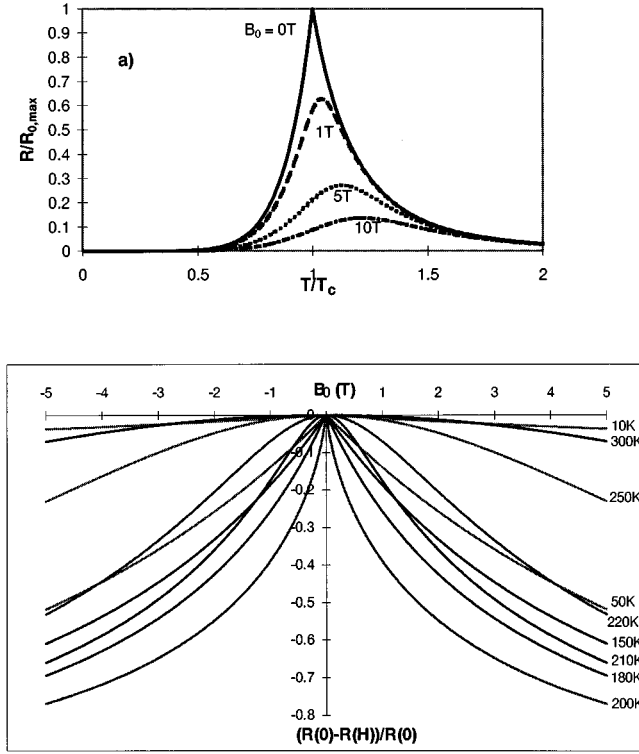 a)
B0 = 0T
1T
5T
10T
R/R0,max
1
0.9
0.8
0.7
0.6
0.5
0.4
0.3
0.2
0.1
0
0 0.5 1 1.5 2
T/Tc
B0 (T)
-5 -4 -3 -2 -1 0 1 2 3 4 5
0
-0.1
-0.2
-0.3
-0.4
-0.5
-0.6
-0.7
-0.8
10K
300K
250K
50K
220K
150K
210K
180K
200K
(R(0)-R(H))/R(0)